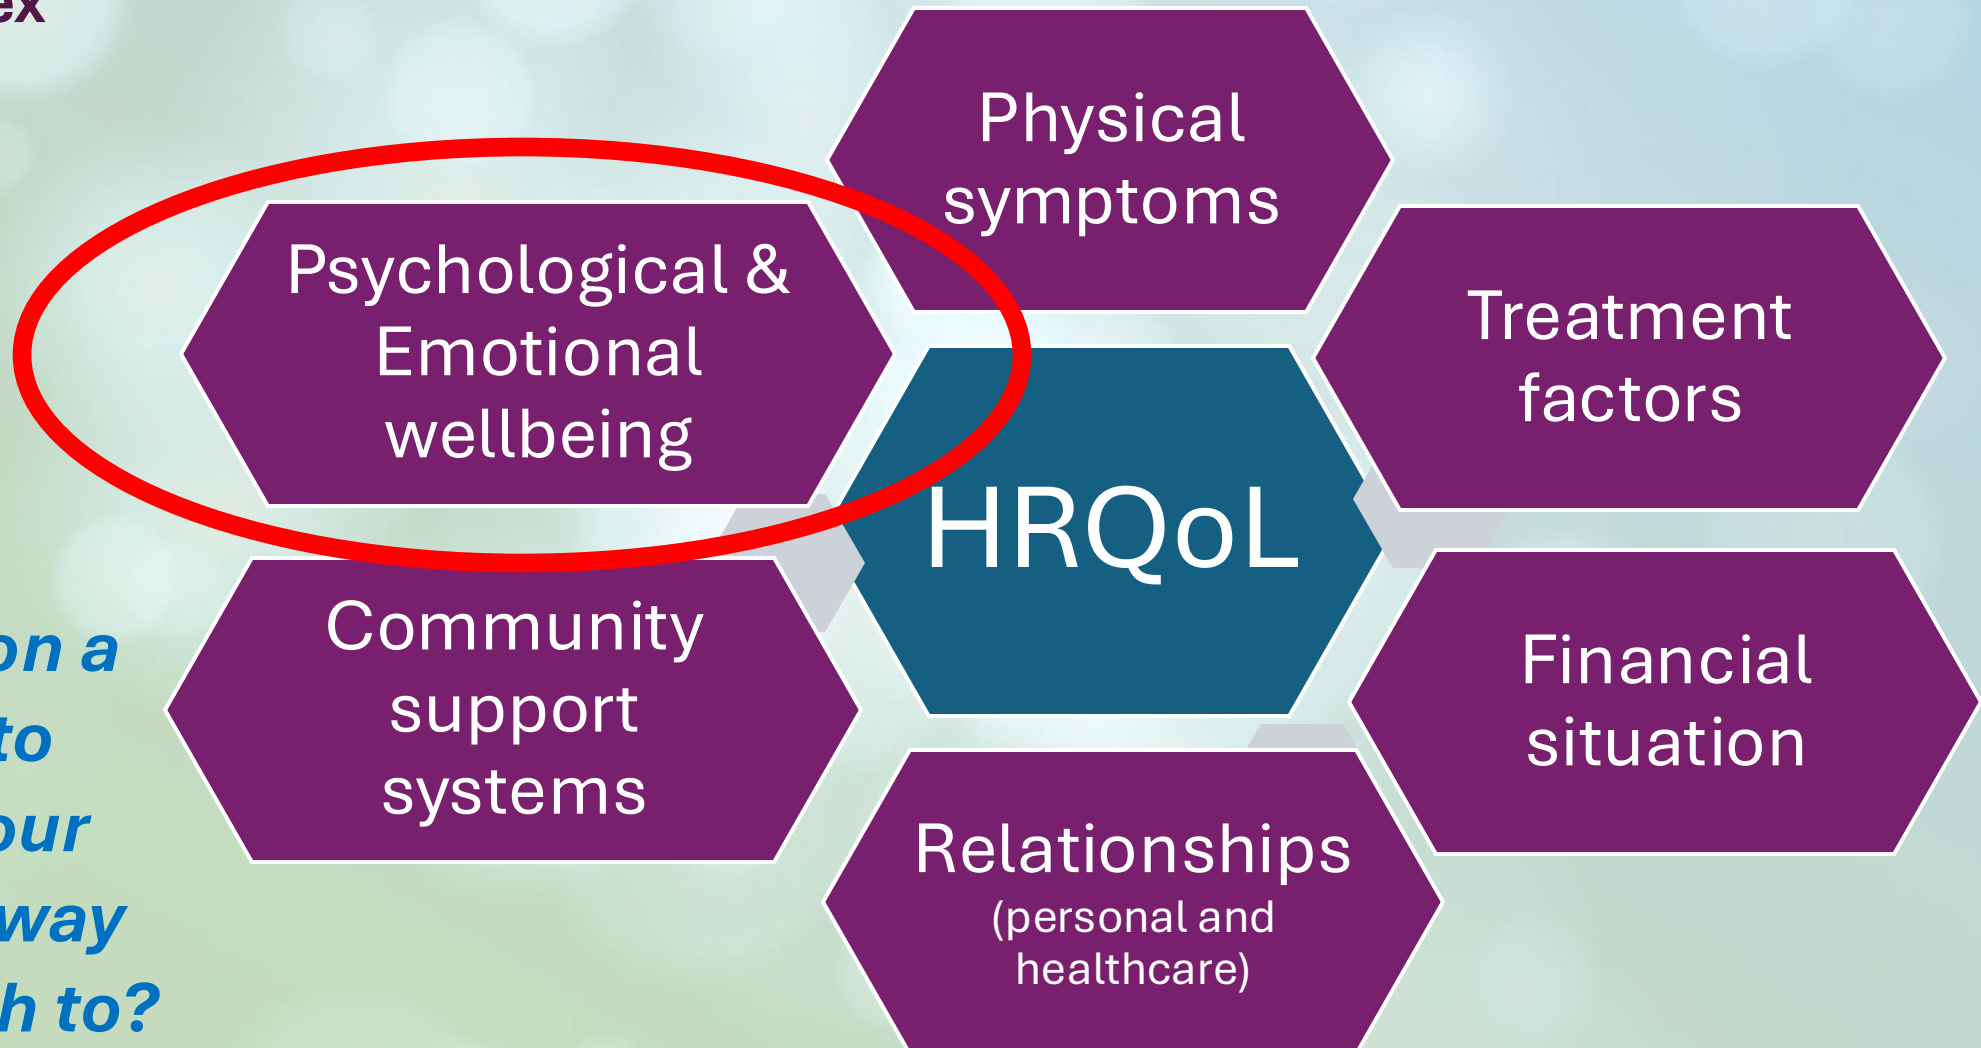 ex
Physical
symptoms
Psychological &
Emotional
wellbeing
Treatment
factors
HRQoL
Community
support
systems
Financial
situation
Relationships
(personal and
healthcare)
on a
to
our
way
h to?